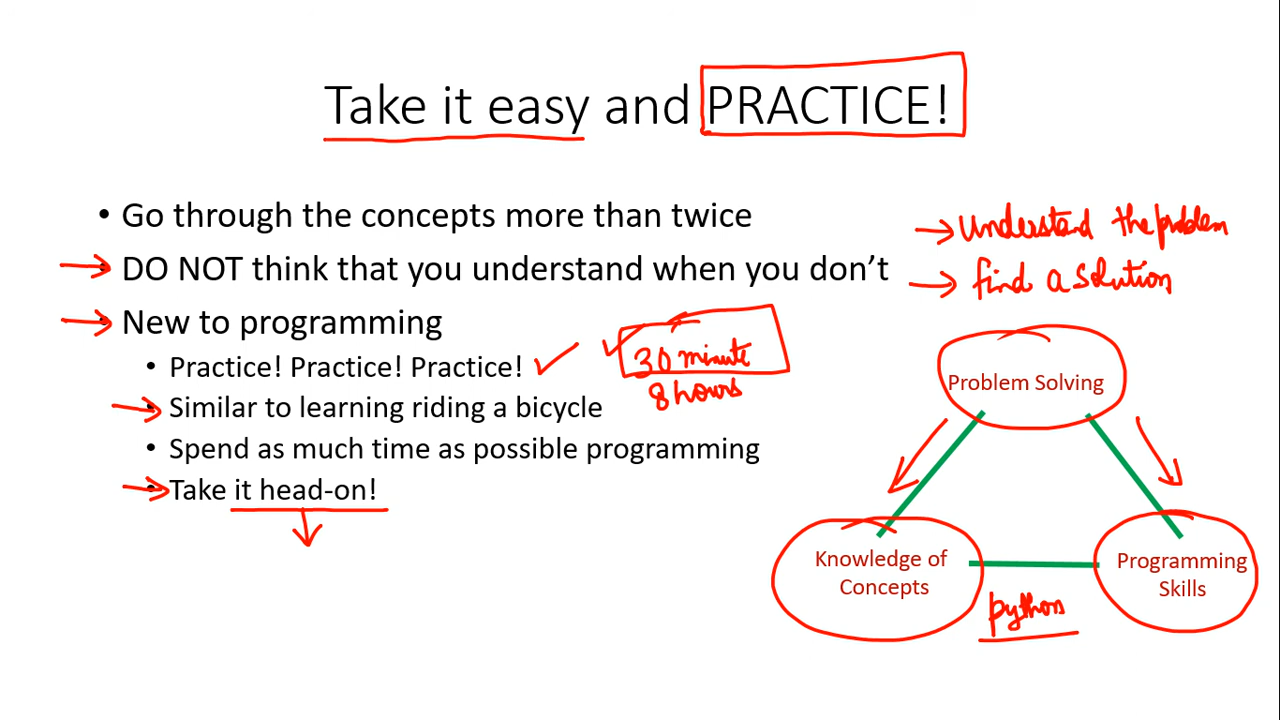 Take it easy and PRACTICE!
• Go through the concepts more than twice
• DO NOT think that you understand when you don't
• New to programming
• Practice! Practice! Practice!
• Similar to learning riding a bicycle
• Spend as much time as possible programming
• Take it head-on!
30 minute
8 hours
→ Understand the problem
→ find a solution
Problem Solving
Knowledge of
Concepts
Programming
Skills
python